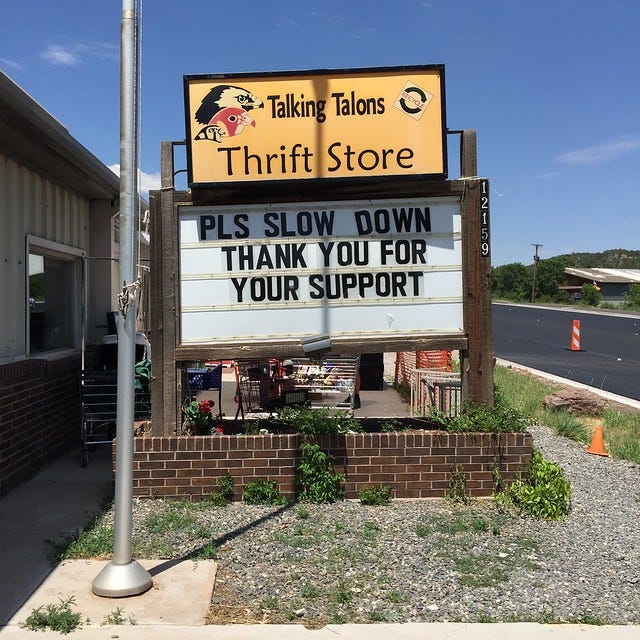 Talking Talons
Thrift Store
PLS SLOW DOWN
THANK YOU FOR
YOUR SUPPORT
12159